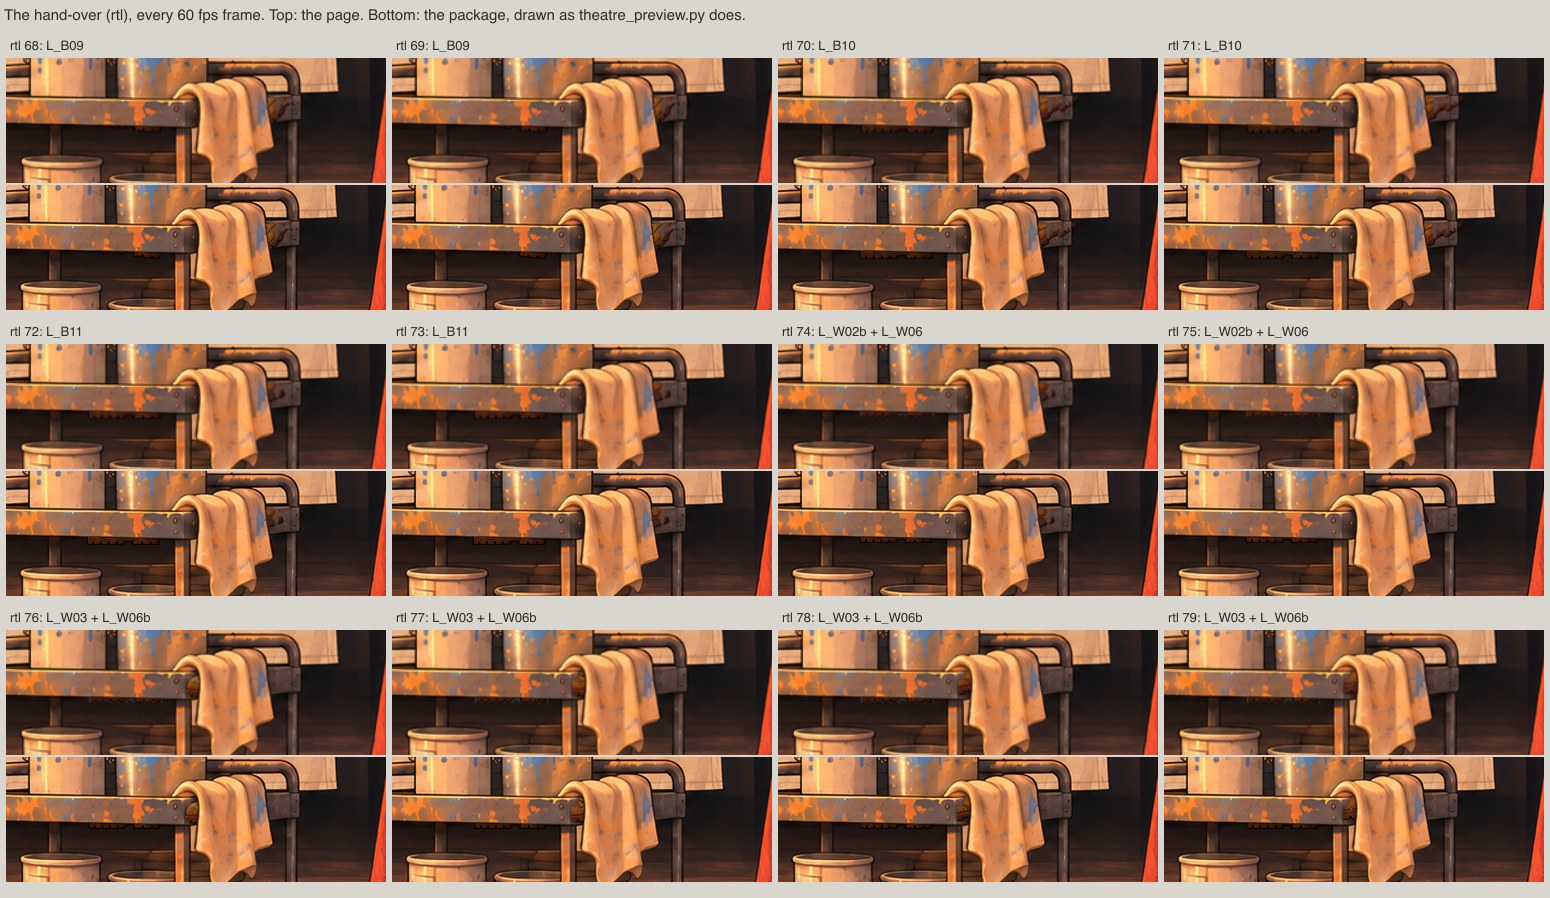 The hand-over (rtl), every 60 fps frame. Top: the page. Bottom: the package, drawn as theatre_preview.py does.
rtl 68: L_B09
rtl 69: L_B09
rtl 70: L_B10
rtl 71: L_B10
rtl 72: L_B11
rtl 73: L_B11
rtl 74: L_W02b + L_W06
rtl 75: L_W02b + L_W06
rtl 76: L_W03 + L_W06b
rtl 77: L_W03 + L_W06b
rtl 78: L_W03 + L_W06b
rtl 79: L_W03 + L_W06b